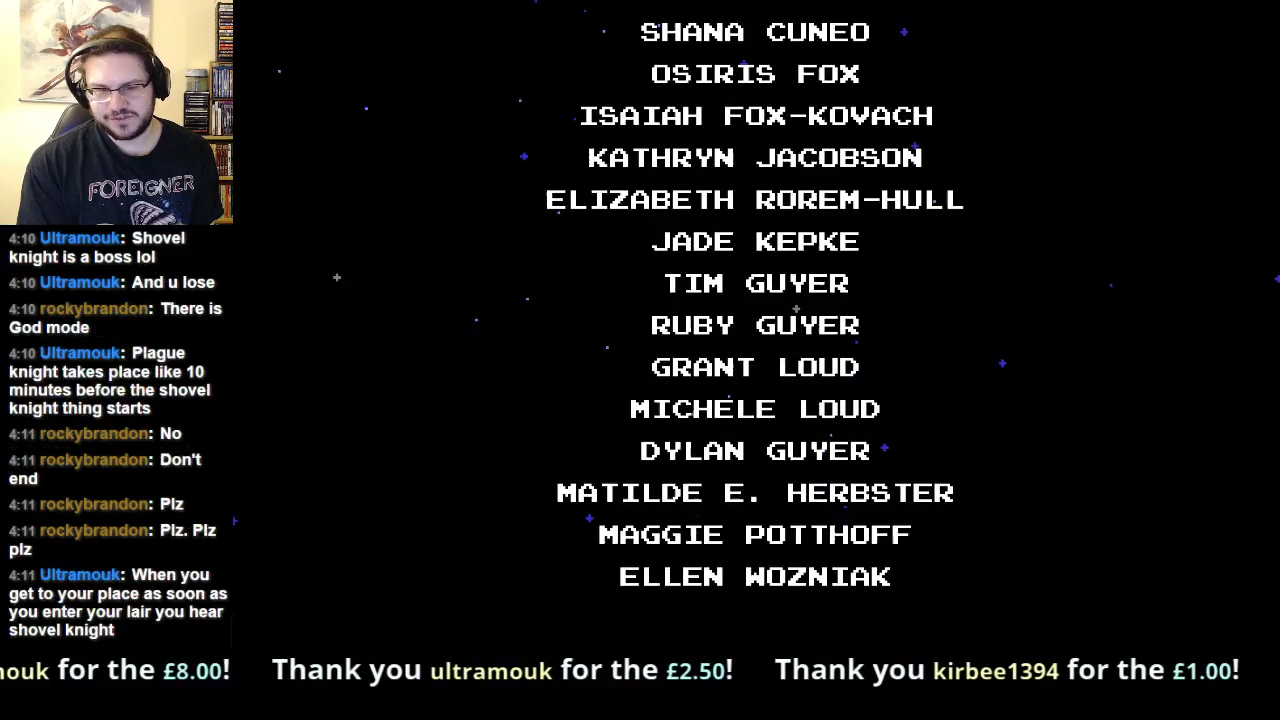 SHANA CUNEO
OSIRIS FOX
ISAIAH FOX-KOVACH
KATHRYN JACOBSON
ELIZABETH ROREM-HULL
JADE KEPKE
TIM GUYER
RUBY GUYER
GRANT LOUD
MICHELE LOUD
DYLAN GUYER
MATILDE E. HERBSTER
MAGGIE POTTHOFF
ELLEN WOZNIAK
FOREIGNER
4:10 Ultramouk: Shovel
knight is a boss lol
4:10 Ultramouk: And u lose
4:10 rockybrandon: There is
God mode
4:10 Ultramouk: Plague
knight takes place like 10
minutes before the shovel
knight thing starts
4:11 rockybrandon: No
4:11 rockybrandon: Don't
end
4:11 rockybrandon: Plz
4:11 rockybrandon: Plz. Plz
plz
4:11 Ultramouk: When you
get to your place as soon as
you enter your lair you hear
shovel knight
nouk for the £8.00! Thank you ultramouk for the £2.50! Thank you kirbee1394 for the £1.00!